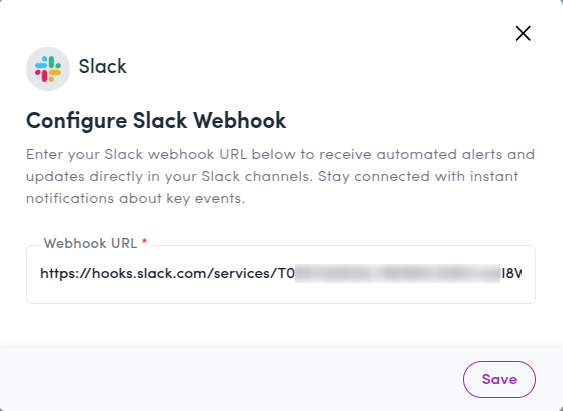 Slack
Configure Slack Webhook
Enter your Slack webhook URL below to receive automated alerts and
updates directly in your Slack channels. Stay connected with instant
notifications about key events.
Webhook URL *
https://hooks.slack.com/services/T0
Save